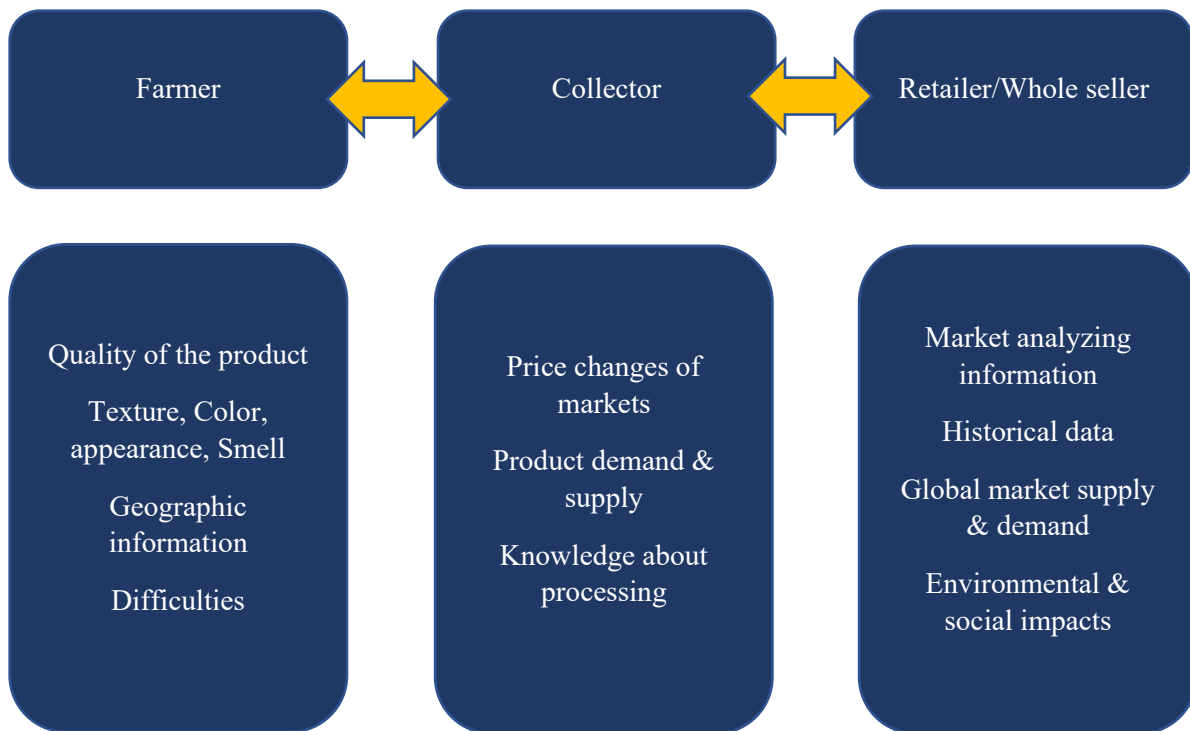 Farmer
Collector
Retailer/Whole seller
Quality of the product
Texture, Color,
appearance, Smell
Geographic
information
Difficulties
Price changes of
markets
Product demand &
supply
Knowledge about
processing
Market analyzing
information
Historical data
Global market supply
& demand
Environmental &
social impacts